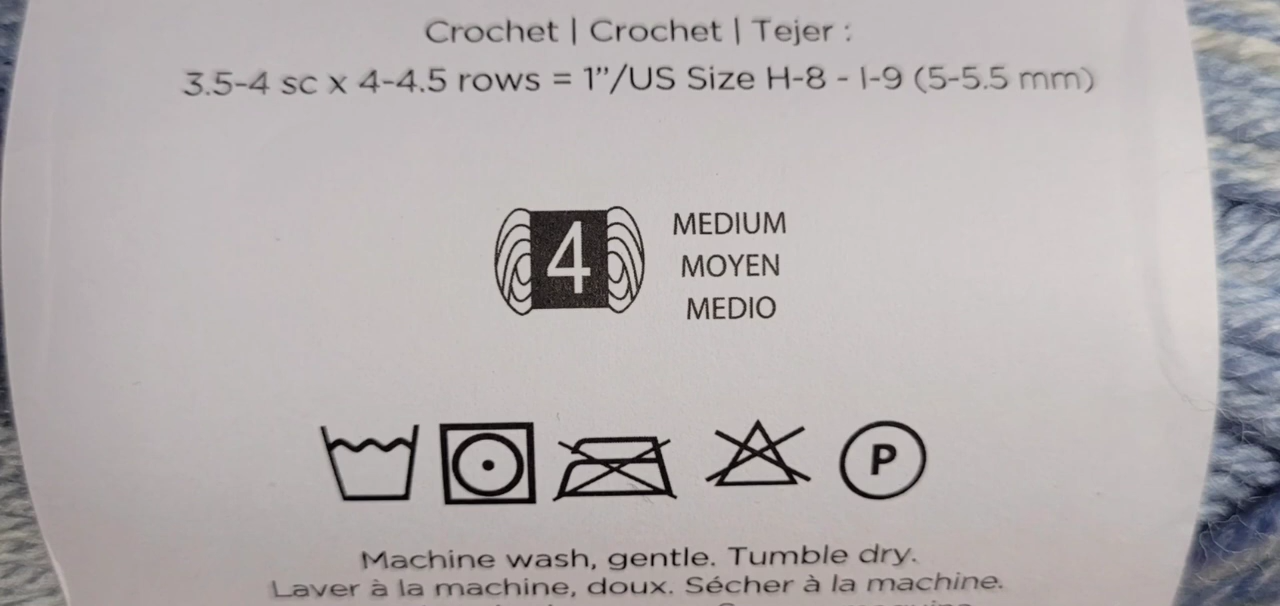 Crochet | Crochet | Tejer :
3.5-4 sc x 4-4.5 rows = 1”/US Size H-8 - I-9 (5-5.5 mm)
4
MEDIUM
MOYEN
MEDIO
P
Machine wash, gentle. Tumble dry.
Laver à la machine, doux. Sécher à la machine.